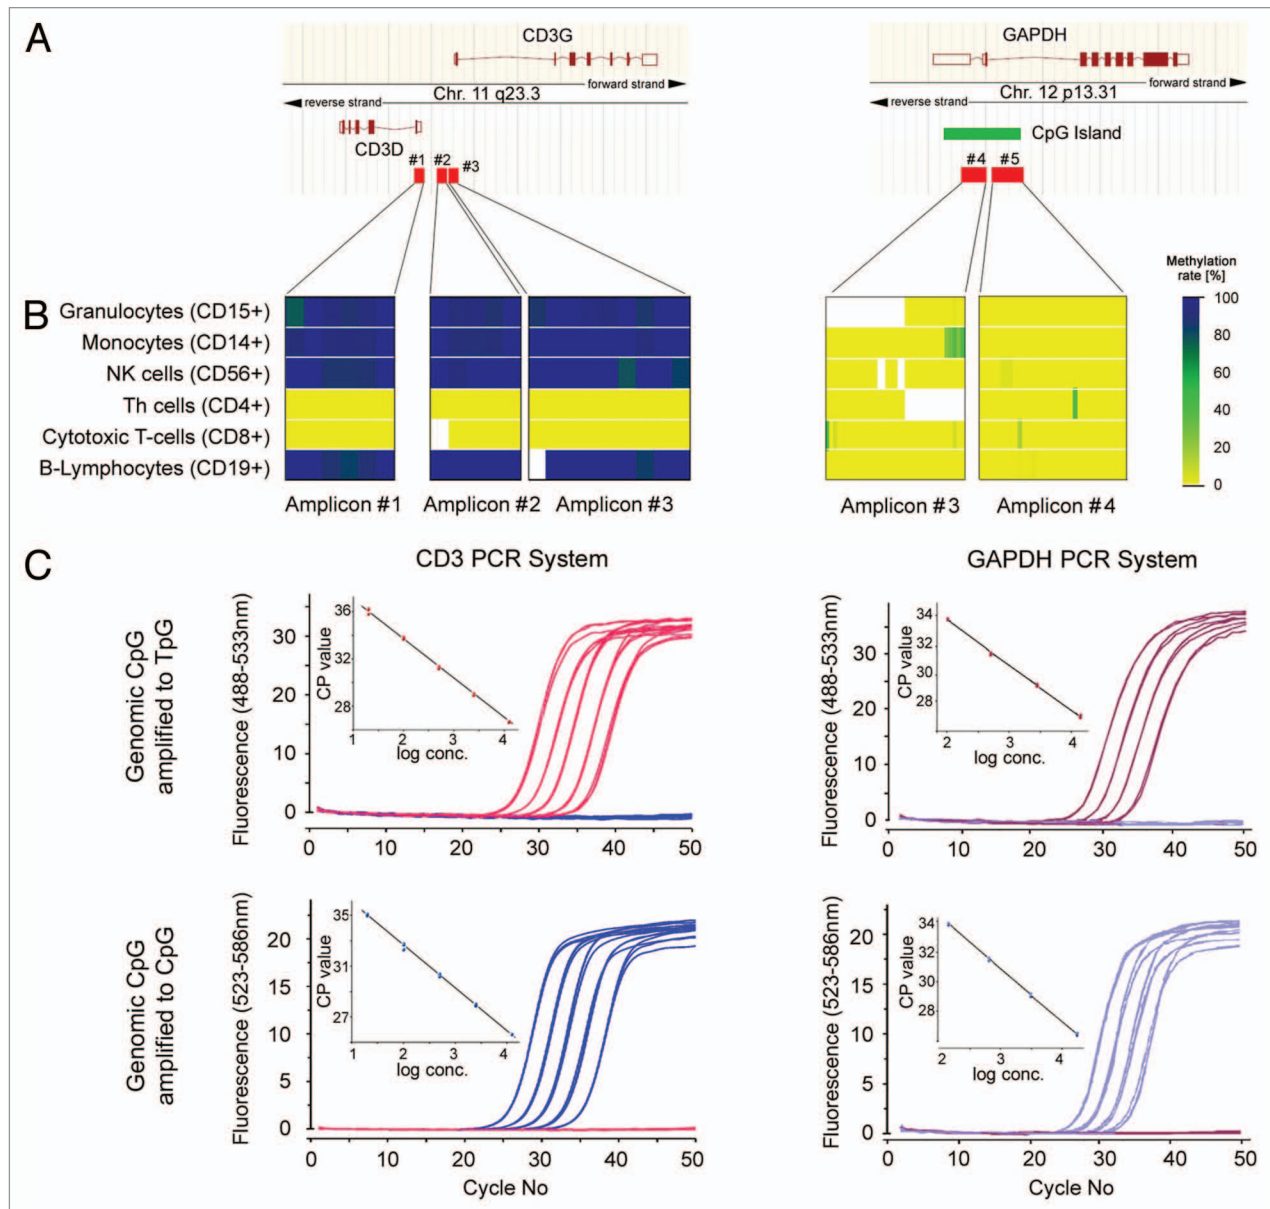 A
CD3G
forward strand
Chr. 11 q23.3
reverse strand
CD3D
#1 #2 #3
GAPDH
forward strand
Chr. 12 p13.31
reverse strand
CpG Island
#4 #5
B
Granulocytes (CD15+)
Monocytes (CD14+)
NK cells (CD56+)
Th cells (CD4+)
Cytotoxic T-cells (CD8+)
B-Lymphocytes (CD19+)
Amplicon #1 Amplicon #2 Amplicon #3
Amplicon #3 Amplicon #4
Methylation
rate [%]
100
80
60
40
20
0
C
CD3 PCR System
GAPDH PCR System
Genomic CpG
amplified to TpG
Fluorescence (488-533nm)
30
20
10
0
0 10 20 30 40 50
CP value
36
32
28
1 2 3 4
log conc.
Fluorescence (488-533nm)
30
20
10
0
0 10 20 30 40 50
CP value
34
32
30
28
2 3 4
log conc.
Genomic CpG
amplified to CpG
Fluorescence (523-586nm)
20
15
10
5
0
0 10 20 30 40 50
Cycle No
CP value
35
31
27
1 2 3 4
log conc.
Fluorescence (523-586nm)
20
15
10
5
0
0 10 20 30 40 50
Cycle No
CP value
34
32
30
28
2 3 4
log conc.